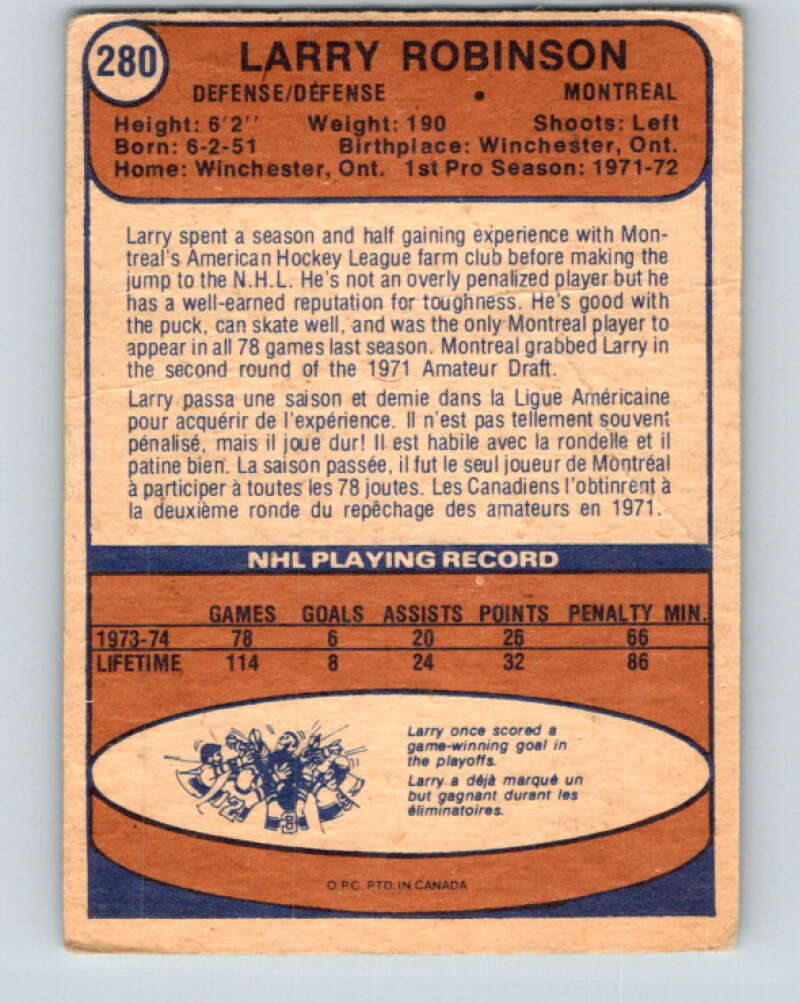 280
LARRY ROBINSON
DEFENSE/DÉFENSE • MONTREAL
Height: 6'2'' Weight: 190 Shoots: Left
Born: 6-2-51 Birthplace: Winchester, Ont.
Home: Winchester, Ont. 1st Pro Season: 1971-72
Larry spent a season and half gaining experience with Mon-
treal's American Hockey League farm club before making the
jump to the N.H.L. He's not an overly penalized player but he
has a well-earned reputation for toughness. He's good with
the puck, can skate well, and was the only Montreal player to
appear in all 78 games last season. Montreal grabbed Larry in
the second round of the 1971 Amateur Draft.
Larry passa une saison et demie dans la Ligue Américaine
pour acquérir de l'expérience. Il n'est pas tellement souvent
pénalisé, mais il joue dur! Il est habile avec la rondelle et il
patine bien. La saison passée, il fut le seul joueur de Montréal
à participer à toutes les 78 joutes. Les Canadiens l'obtinrent à
la deuxième ronde du repêchage des amateurs en 1971.
NHL PLAYING RECORD
GAMES GOALS ASSISTS POINTS PENALTY MIN.
1973-74 78 6 20 26 66
LIFETIME 114 8 24 32 86
Larry once scored a
game-winning goal in
the playoffs.
Larry a déjà marqué un
but gagnant durant les
éliminatoires.
O.P.C. PTD. IN CANADA